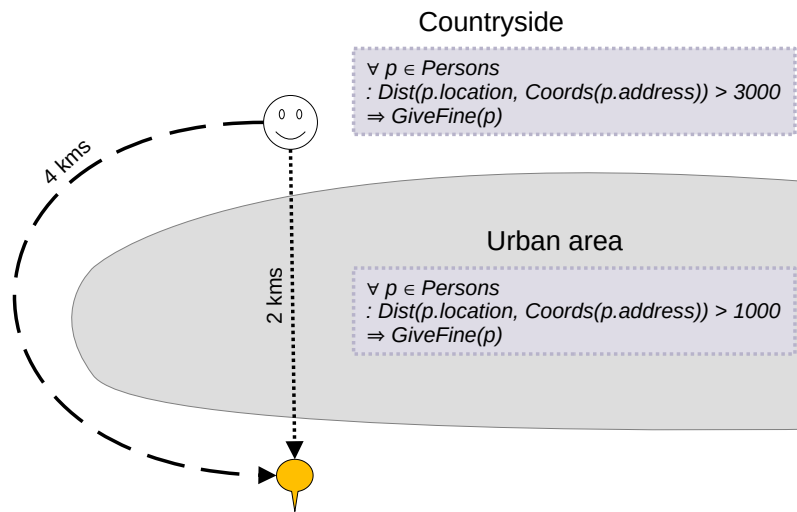 Countryside
∀ p ∈ Persons
: Dist(p.location, Coords(p.address)) > 3000
⇒ GiveFine(p)
4 kms
Urban area
2 kms
∀ p ∈ Persons
: Dist(p.location, Coords(p.address)) > 1000
⇒ GiveFine(p)